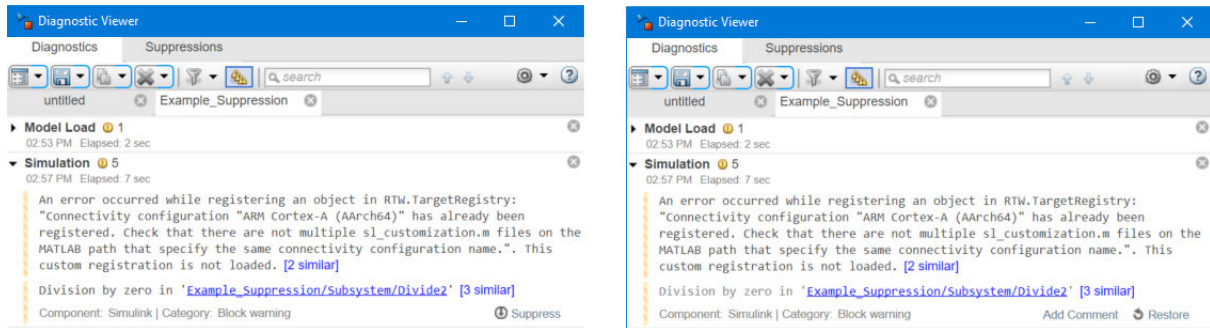 Diagnostic Viewer
Diagnostics Suppressions
search
untitled Example_Suppression
Model Load 1
02:53 PM Elapsed: 2 sec
Simulation 5
02:57 PM Elapsed: 7 sec
An error occurred while registering an object in RTW.TargetRegistry:
"Connectivity configuration "ARM Cortex-A (AArch64)" has already been
registered. Check that there are not multiple sl_customization.m files on the
MATLAB path that specify the same connectivity configuration name.". This
custom registration is not loaded. [2 similar]
Division by zero in 'Example_Suppression/Subsystem/Divide2' [3 similar]
Component: Simulink | Category: Block warning Suppress
Diagnostic Viewer
Diagnostics Suppressions
search
untitled Example_Suppression
Model Load 1
02:53 PM Elapsed: 2 sec
Simulation 5
02:57 PM Elapsed: 7 sec
An error occurred while registering an object in RTW.TargetRegistry:
"Connectivity configuration "ARM Cortex-A (AArch64)" has already been
registered. Check that there are not multiple sl_customization.m files on the
MATLAB path that specify the same connectivity configuration name.". This
custom registration is not loaded. [2 similar]
Division by zero in 'Example_Suppression/Subsystem/Divide2' [3 similar]
Component: Simulink | Category: Block warning Add Comment Restore